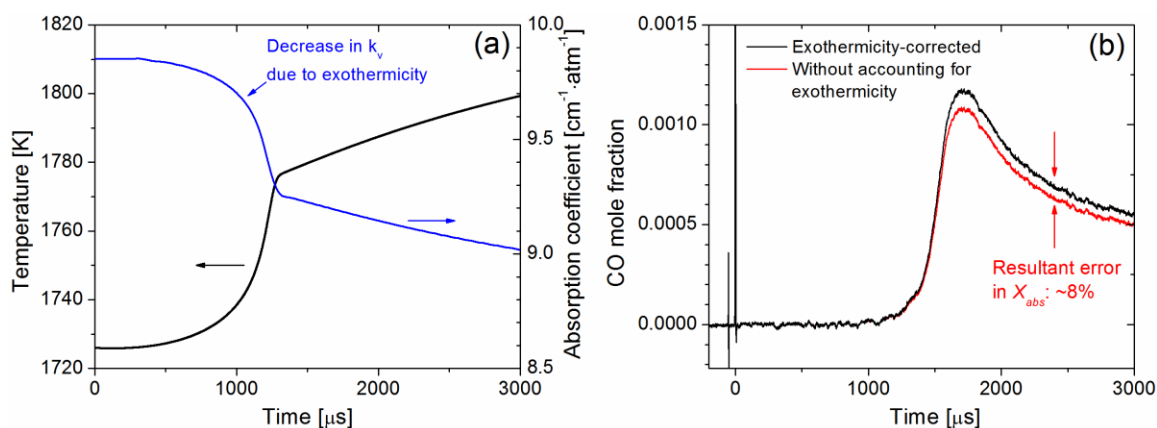 (a)
Decrease in kᵥ
due to exothermicity
1820
1800
1780
1760
1740
1720
Temperature [K]
10.0
9.5
9.0
8.5
Absorption coefficient [cm⁻¹·atm⁻¹]
0
1000
2000
3000
Time [μs]
(b)
Exothermicity-corrected
Without accounting for
exothermicity
0.0015
0.0010
0.0005
0.0000
CO mole fraction
Resultant error
in Xabs: ~8%
0
1000
2000
3000
Time [μs]